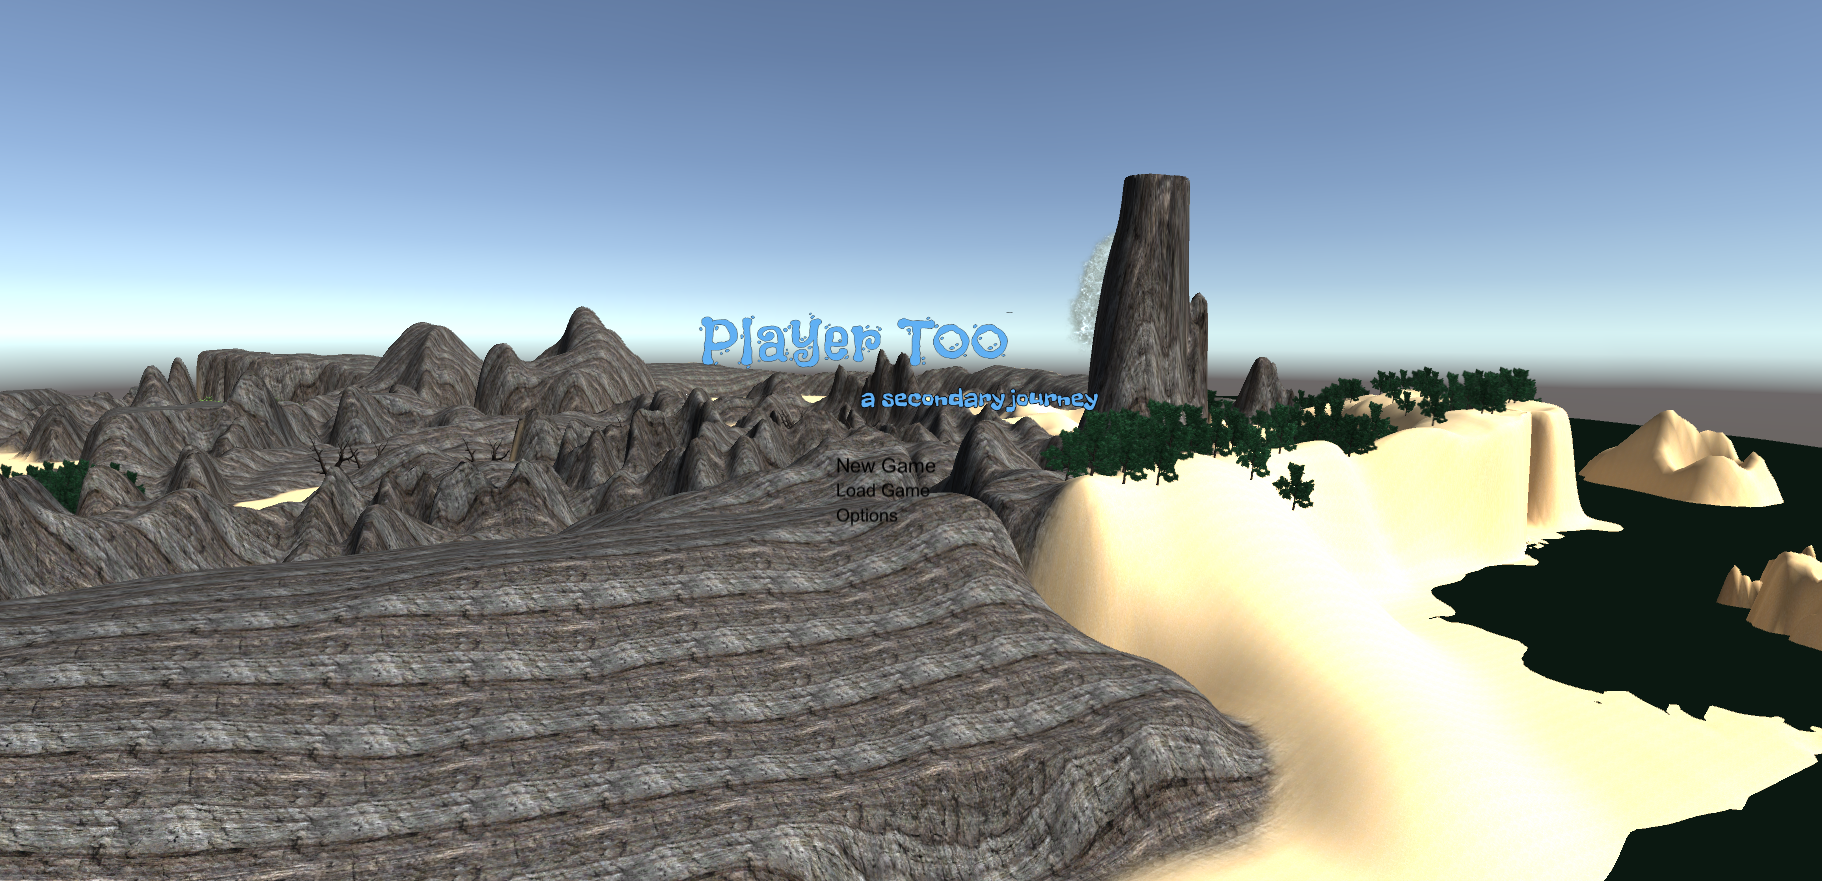 Player Too
a secondary journey
New Game
Load Game
Options